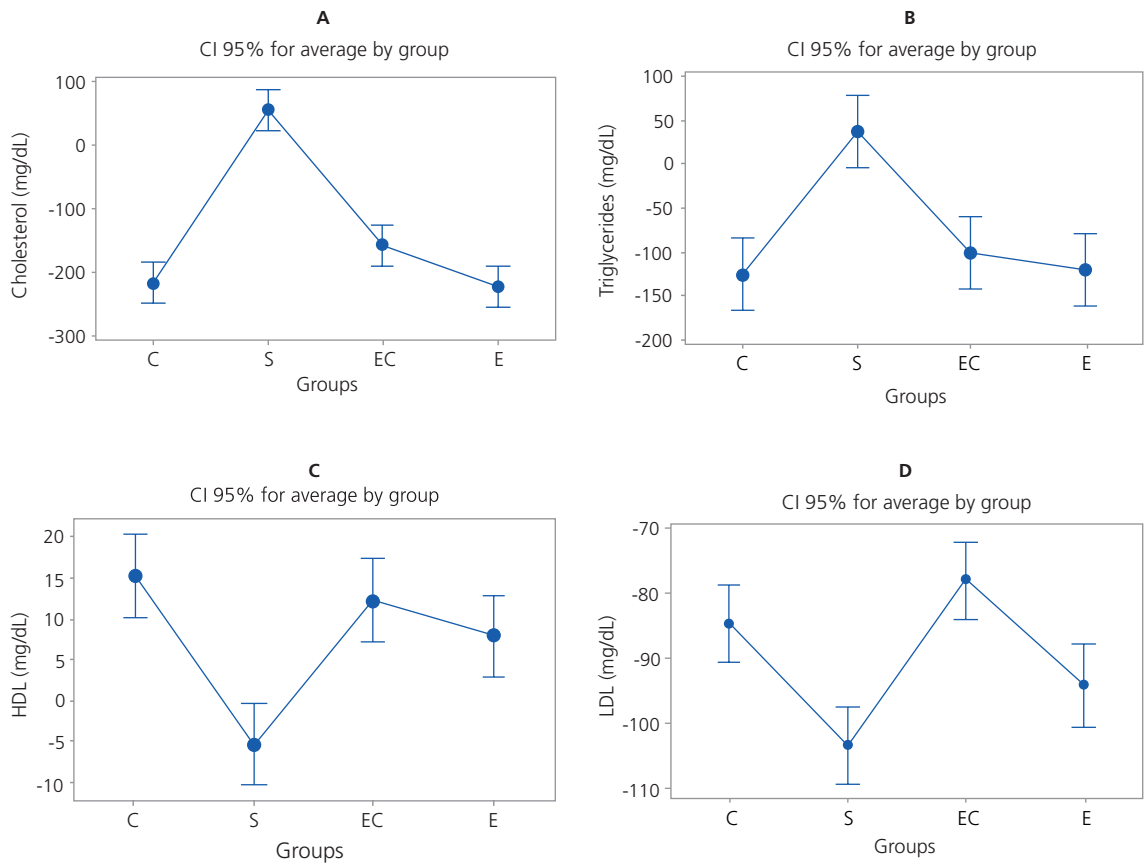 A
CI 95% for average by group
Cholesterol (mg/dL)
100
0
-100
-200
-300
C S EC E
Groups
B
CI 95% for average by group
Triglycerides (mg/dL)
100
50
0
-50
-100
-150
-200
C S EC E
Groups
C
CI 95% for average by group
HDL (mg/dL)
20
15
10
5
0
-5
-10
C S EC E
Groups
D
CI 95% for average by group
LDL (mg/dL)
-70
-80
-90
-100
-110
C S EC E
Groups